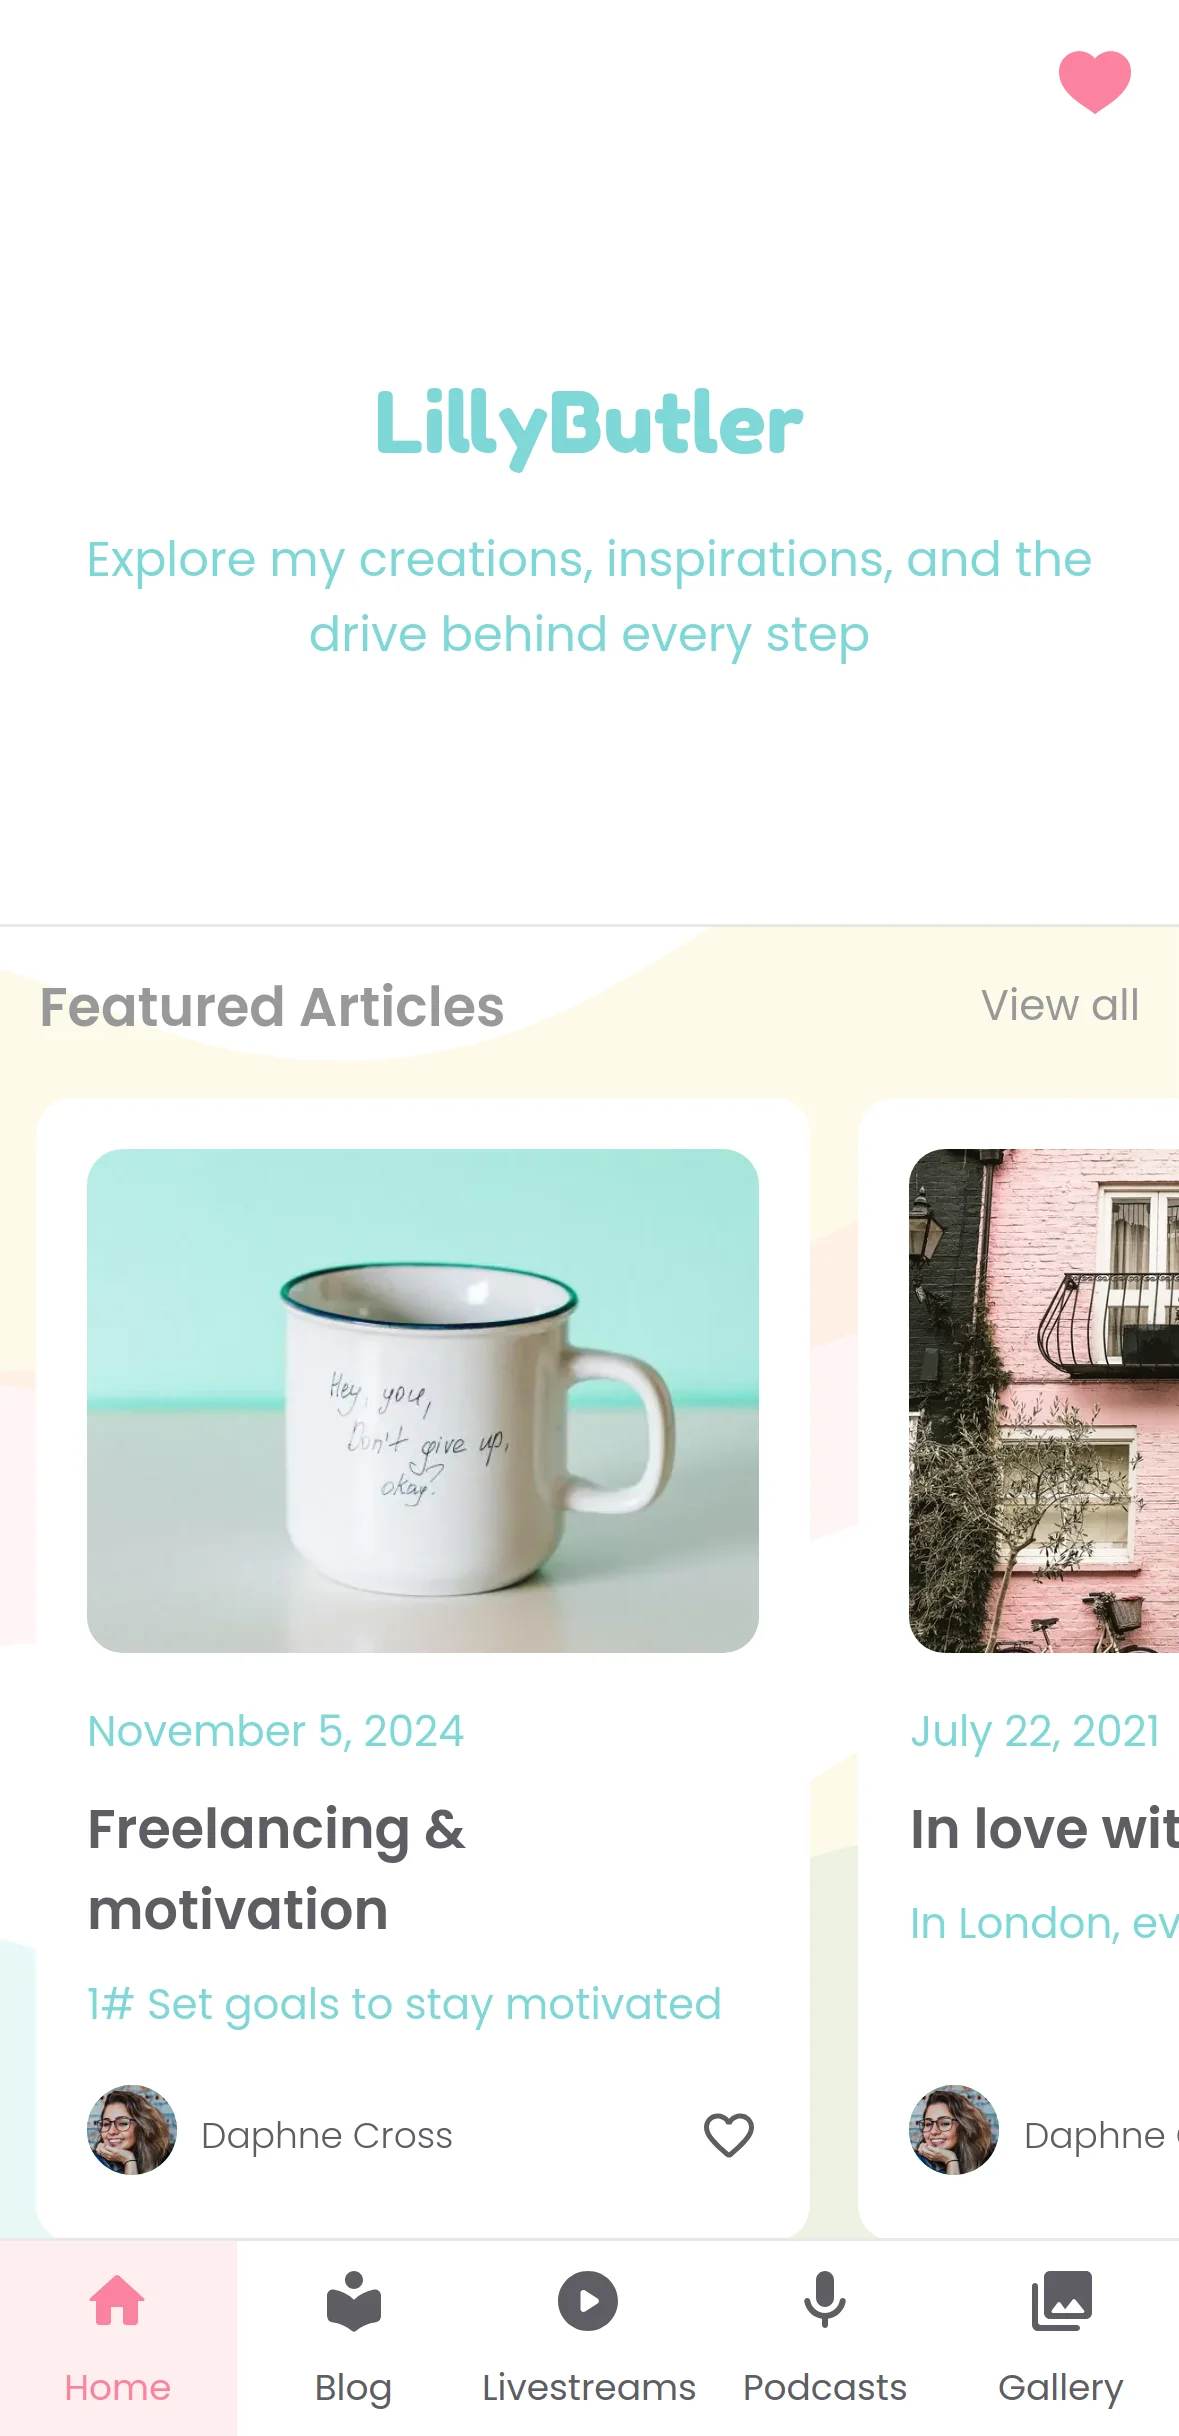 LillyButler
Explore my creations, inspirations, and the
drive behind every step
Featured Articles
View all
Hey, you,
Don't give up,
okay?
November 5, 2024
Freelancing &
motivation
1# Set goals to stay motivated
Daphne Cross
July 22, 2021
In love wit
In London, ev
Daphne
Home
Blog
Livestreams
Podcasts
Gallery